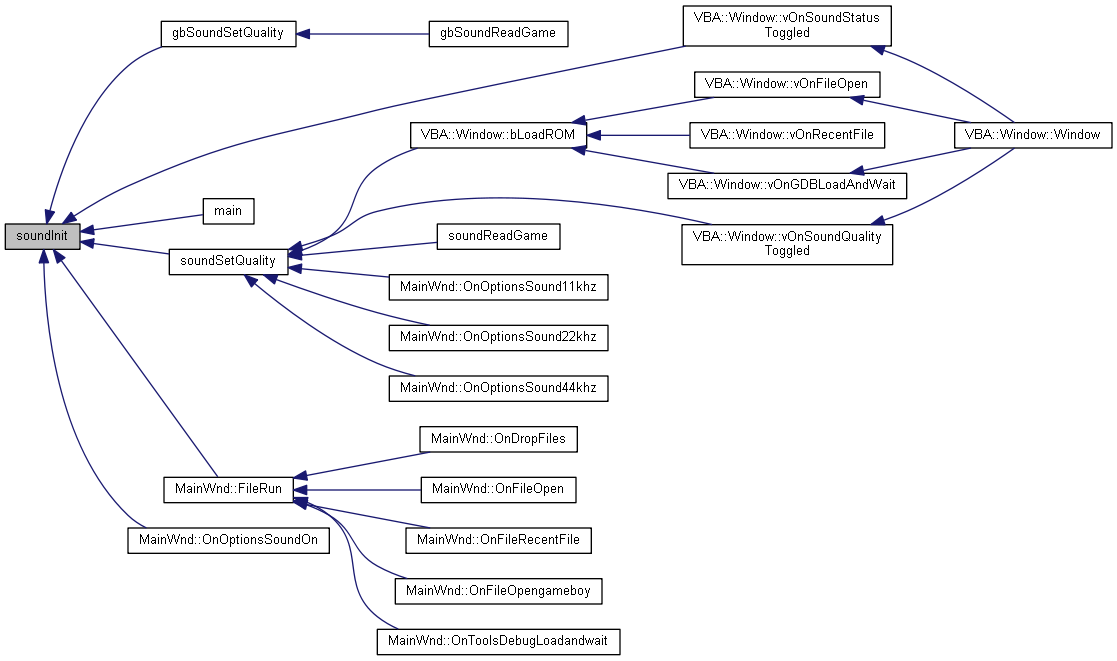 gbSoundSetQuality
gbSoundReadGame
VBA::Window::vOnSoundStatus
Toggled
VBA::Window::vOnFileOpen
VBA::Window::bLoadROM
VBA::Window::vOnRecentFile
VBA::Window::Window
VBA::Window::vOnGDBLoadAndWait
main
soundInit
soundReadGame
VBA::Window::vOnSoundQuality
Toggled
soundSetQuality
MainWnd::OnOptionsSound11khz
MainWnd::OnOptionsSound22khz
MainWnd::OnOptionsSound44khz
MainWnd::OnDropFiles
MainWnd::FileRun
MainWnd::OnFileOpen
MainWnd::OnOptionsSoundOn
MainWnd::OnFileRecentFile
MainWnd::OnFileOpengameboy
MainWnd::OnToolsDebugLoadandwait